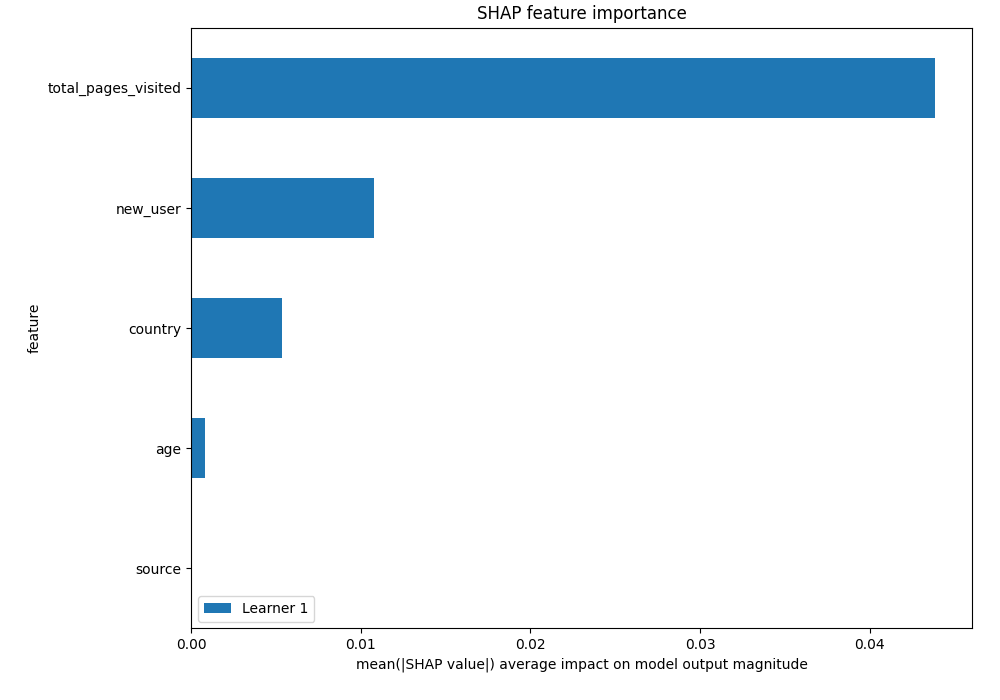 SHAP feature importance
total_pages_visited
new_user
country
age
source
feature
Learner 1
0.00 0.01 0.02 0.03 0.04
mean(|SHAP value|) average impact on model output magnitude